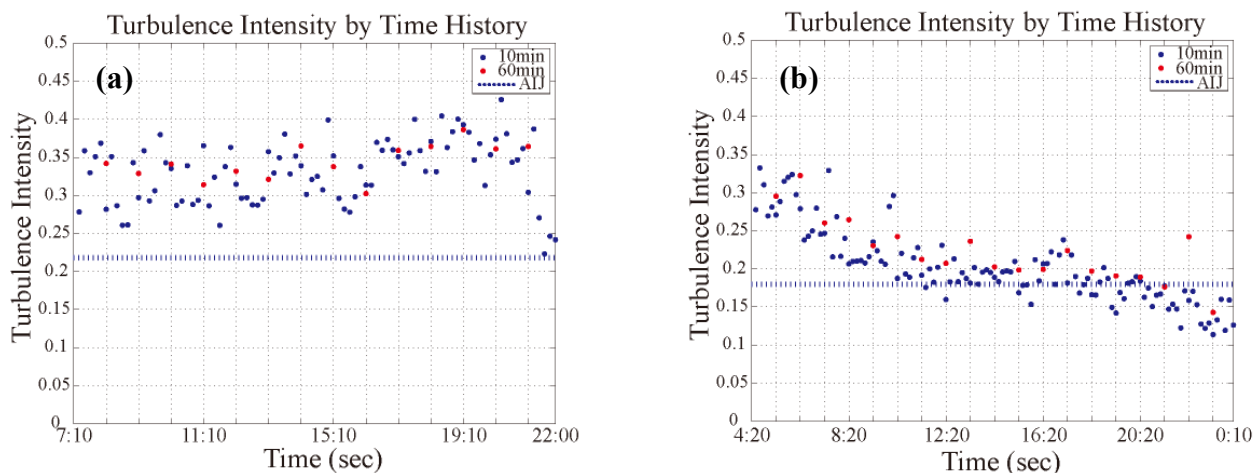 Turbulence Intensity by Time History
(a)
10min
60min
AIJ
Turbulence Intensity
0.5
0.45
0.4
0.35
0.3
0.25
0.2
0.15
0.1
0.05
0
7:10
11:10
15:10
19:10
22:00
Time (sec)
Turbulence Intensity by Time History
(b)
10min
60min
AIJ
Turbulence Intensity
0.5
0.45
0.4
0.35
0.3
0.25
0.2
0.15
0.1
0.05
0
4:20
8:20
12:20
16:20
20:20
0:10
Time (sec)